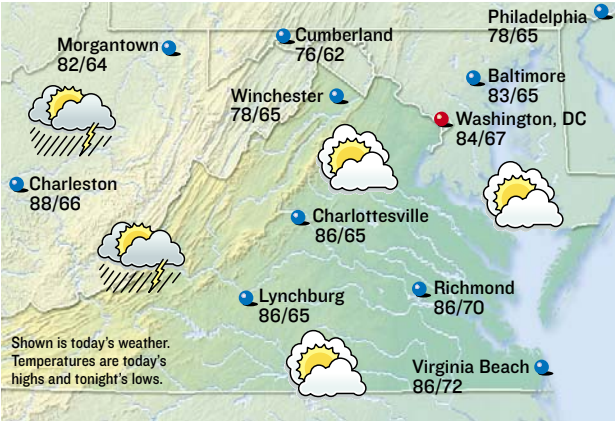 Philadelphia
78/65
Cumberland
76/62
Morgantown
82/64
Baltimore
83/65
Winchester
78/65
Washington, DC
84/67
Charleston
88/66
Charlottesville
86/65
Richmond
86/70
Lynchburg
86/65
Shown is today's weather.
Temperatures are today's
highs and tonight's lows.
Virginia Beach
86/72